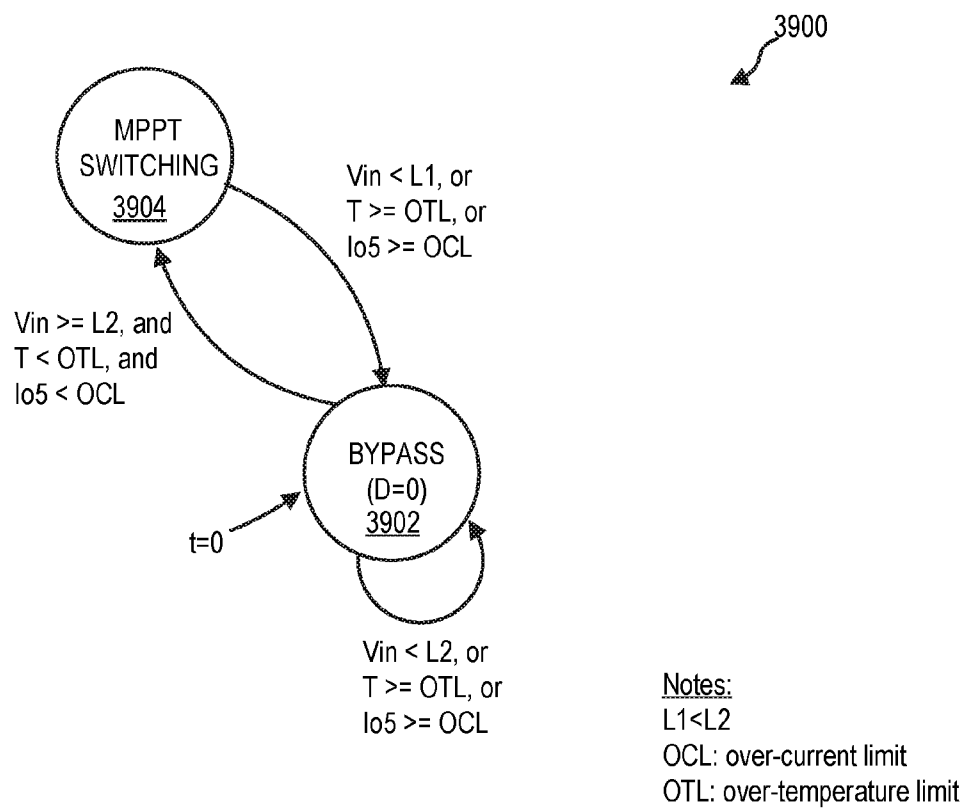 3900
MPPT
SWITCHING
3904
Vin < L1, or
T >= OTL, or
Io5 >= OCL
Vin >= L2, and
T < OTL, and
Io5 < OCL
BYPASS
(D=0)
3902
t=0
Vin < L2, or
T >= OTL, or
Io5 >= OCL
Notes:
L1<L2
OCL: over-current limit
OTL: over-temperature limit